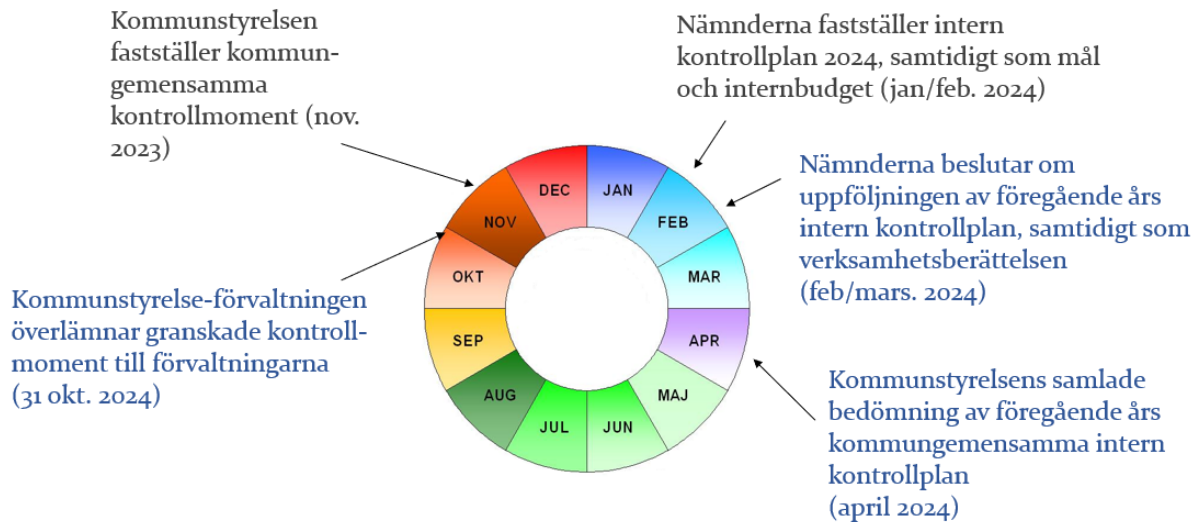 Kommunstyrelsen
fastställer kommun-
gemensamma
kontrollmoment (nov.
2023)
Nämnderna fastställer intern
kontrollplan 2024, samtidigt som mål
och internbudget (jan/feb. 2024)
Nämnderna beslutar om
uppföljningen av föregående års
intern kontrollplan, samtidigt som
verksamhetsberättelsen
(feb/mars. 2024)
Kommunstyrelsens samlade
bedömning av föregående års
kommungemensamma intern
kontrollplan
(april 2024)
Kommunstyrelse-förvaltningen
överlämnar granskade kontroll-
moment till förvaltningarna
(31 okt. 2024)
JAN
FEB
MAR
APR
MAJ
JUN
JUL
AUG
SEP
OKT
NOV
DEC